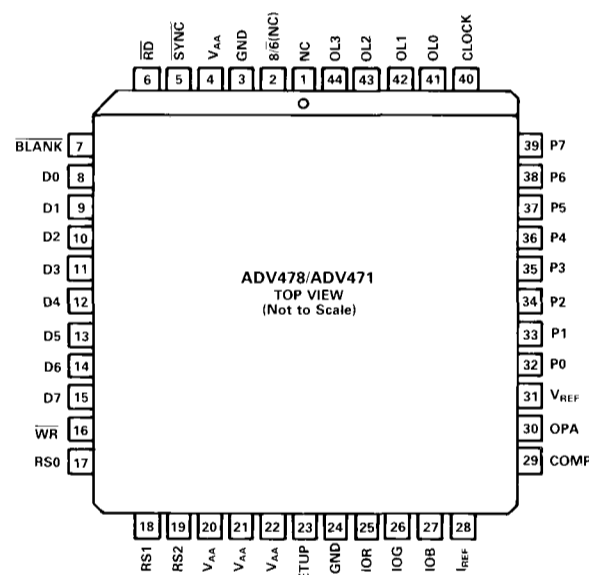 RD SYNC VAA GND 8/6(NC) NC OL3 OL2 OL1 OL0 CLOCK
6 5 4 3 2 1 44 43 42 41 40
BLANK 7
D0 8
D1 9
D2 10
D3 11
D4 12
D5 13
D6 14
D7 15
WR 16
RS0 17
ADV478/ADV471
TOP VIEW
(Not to Scale)
39 P7
38 P6
37 P5
36 P4
35 P3
34 P2
33 P1
32 P0
31 VREF
30 OPA
29 COMP
18 19 20 21 22 23 24 25 26 27 28
RS1 RS2 VAA VAA VAA ETUP GND IOR IOG IOB IREF